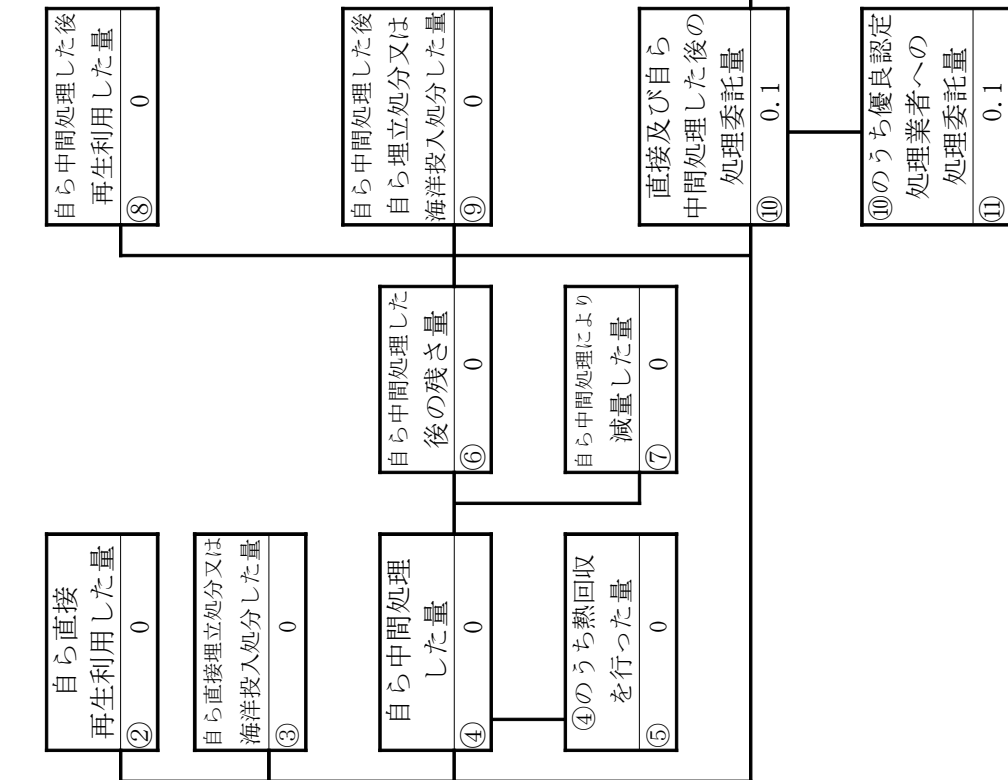 自ら直接
再生利用した量
②
0
自ら直接埋立処分又は
海洋投入処分した量
③
0
自ら中間処理
した量
④
0
④のうち熱回収
を行った量
⑤
0
自ら中間処理した
後の残さ量
⑥
0
自ら中間処理により
減量した量
⑦
0
自ら中間処理した後
再生利用した量
⑧
0
自ら中間処理した後
自ら埋立処分又は
海洋投入処分した量
⑨
0
直接及び自ら
中間処理した後の
処理委託量
⑩
0.1
⑩のうち優良認定
処理業者への
処理委託量
⑪
0.1